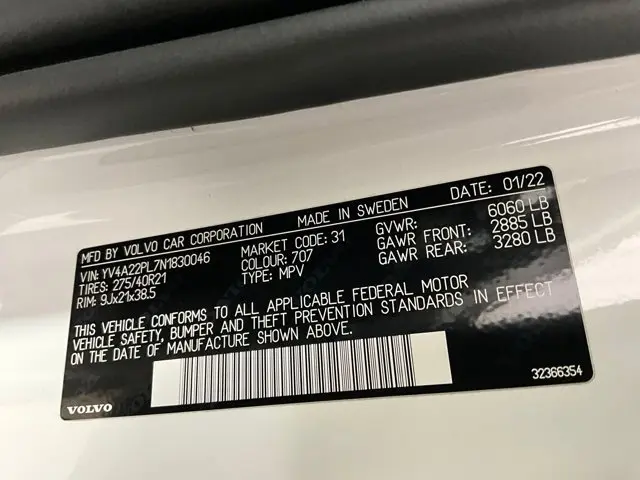 MFD BY VOLVO CAR CORPORATION MADE IN SWEDEN DATE: 01/22
VIN: YV4A22PL7N1830046 MARKET CODE: 31 GVWR: 6060 LB
TIRES: 275/40R21 COLOUR: 707 GAWR FRONT: 2885 LB
RIM: 9Jx21x38.5 TYPE: MPV GAWR REAR: 3280 LB
THIS VEHICLE CONFORMS TO ALL APPLICABLE FEDERAL MOTOR
VEHICLE SAFETY, BUMPER AND THEFT PREVENTION STANDARDS IN EFFECT
ON THE DATE OF MANUFACTURE SHOWN ABOVE.
VOLVO 32366354